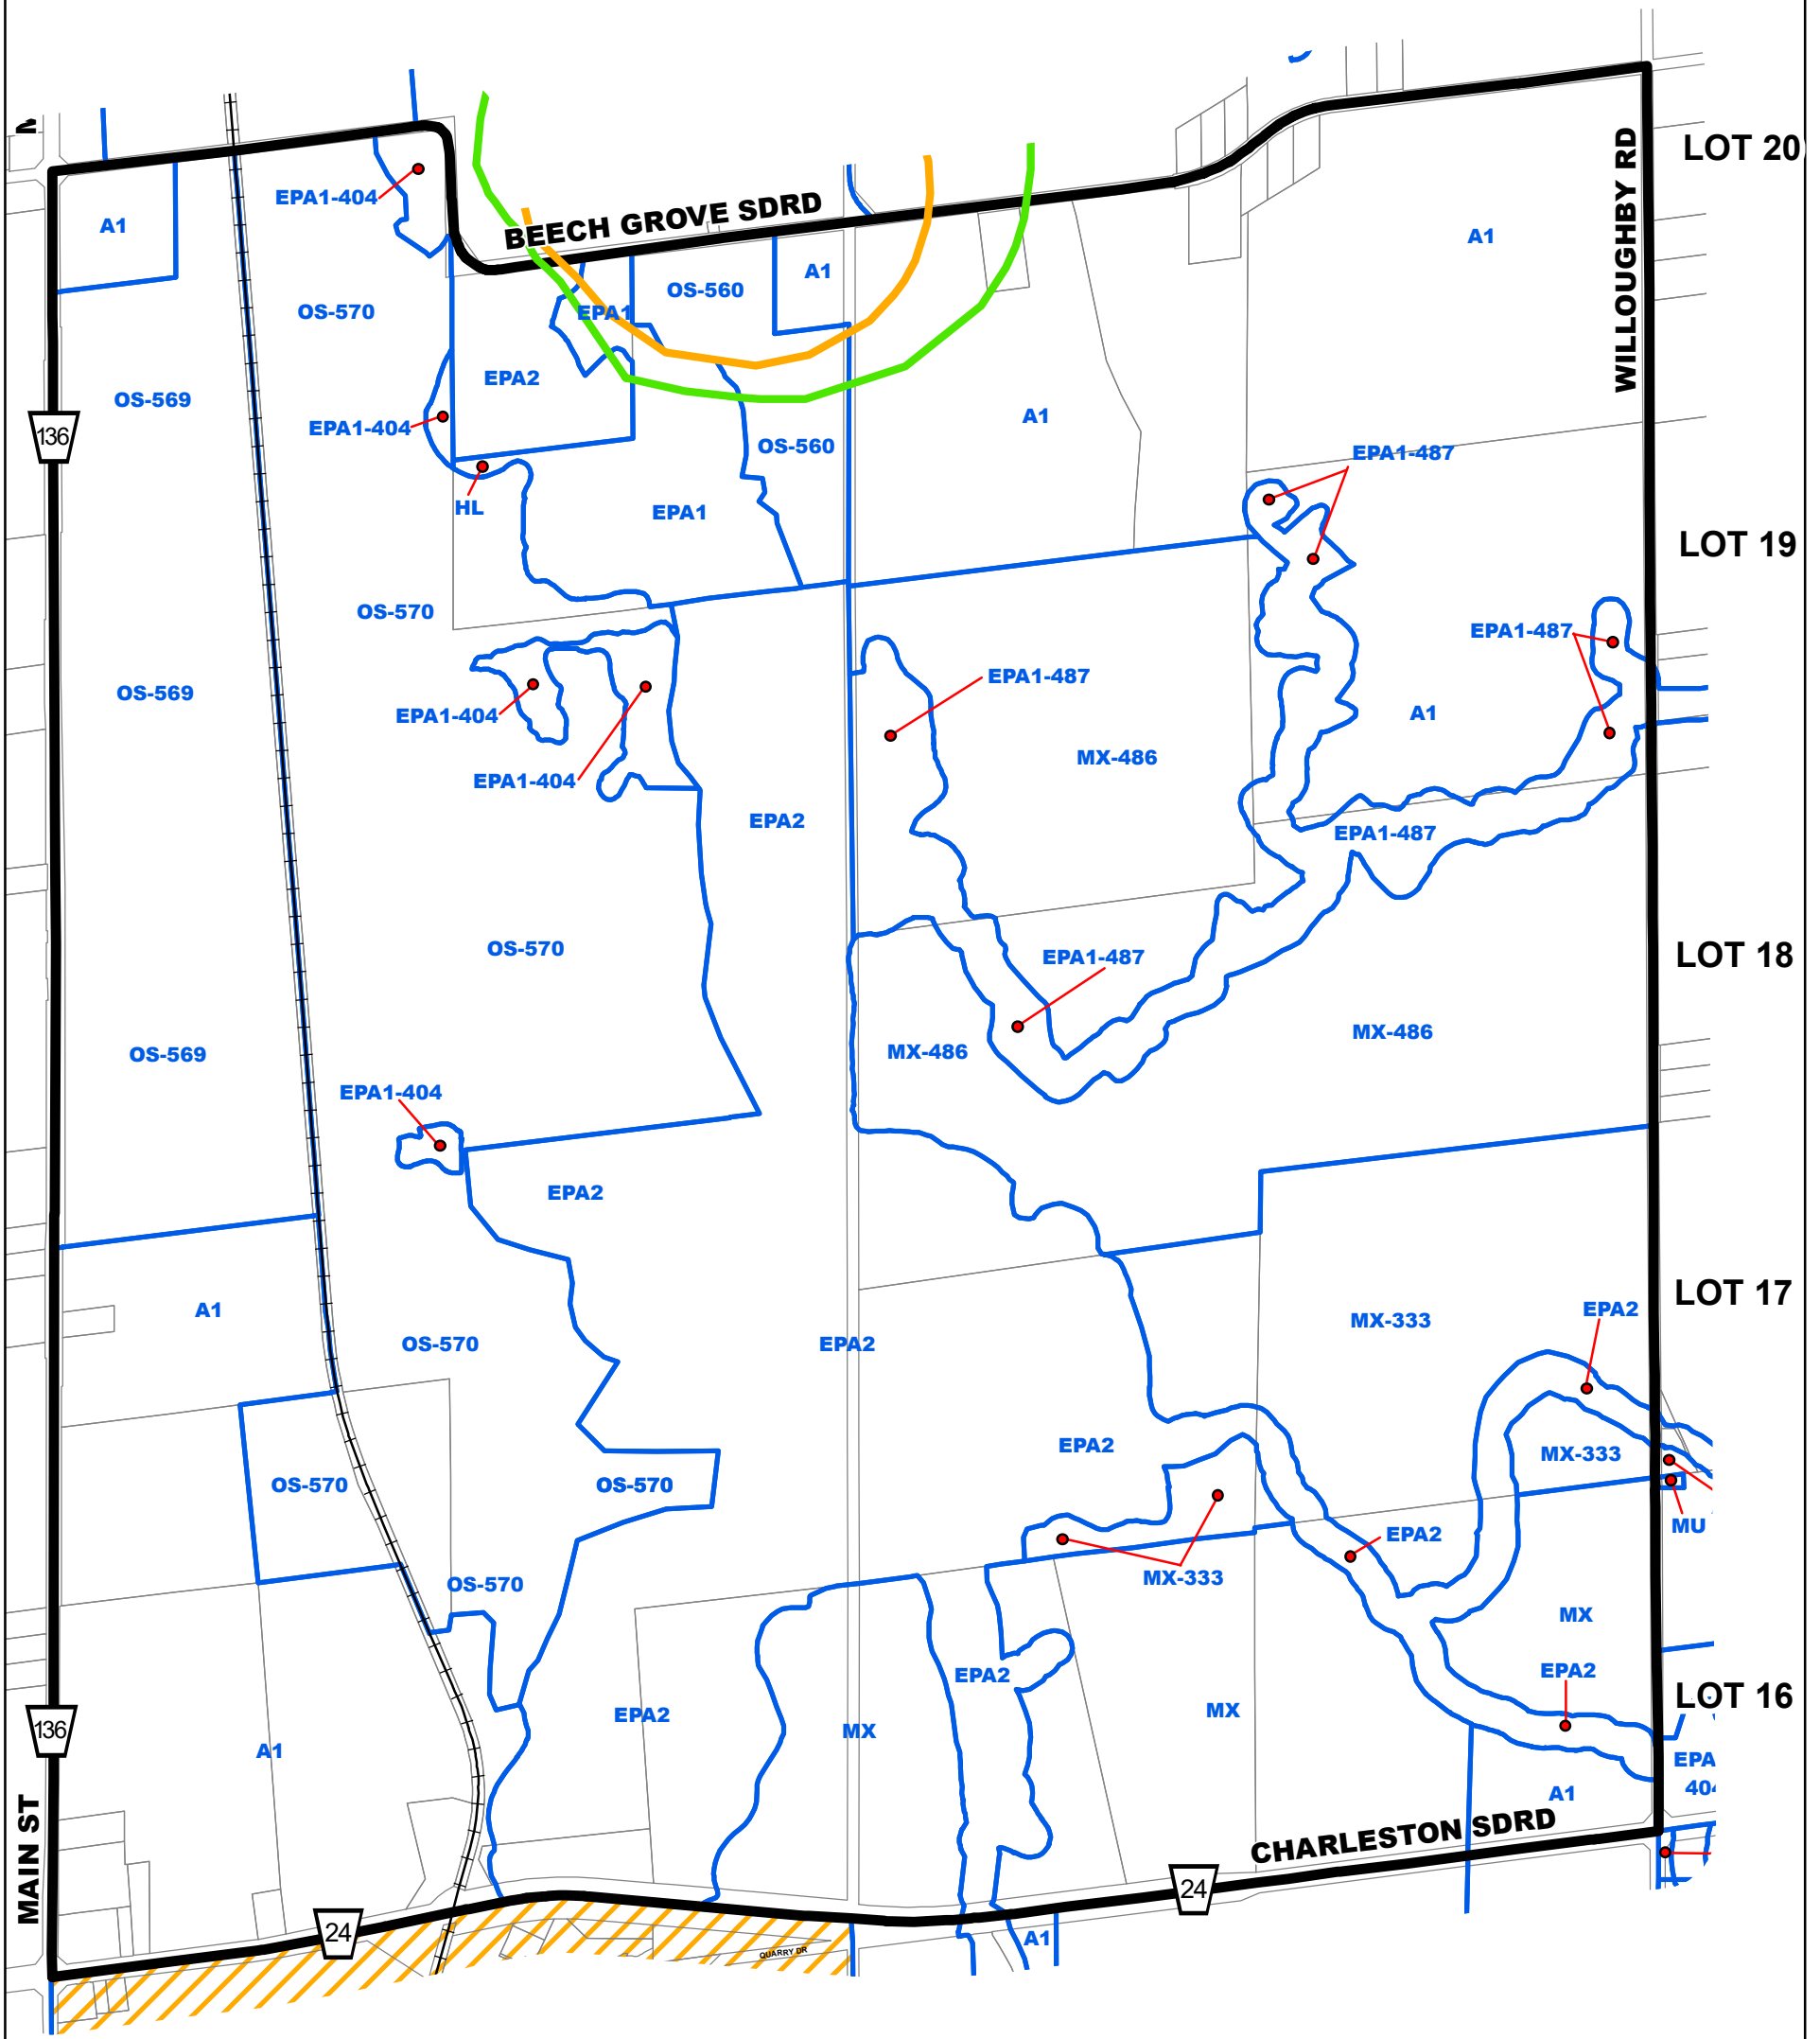 LOT 20
WILLOUGHBY RD
EPA1-404
A1
BEECH GROVE SDRD
A1
A1
OS-560
OS-570
EPA1
EPA2
OS-569
A1
EPA1-404
136
OS-560
EPA1-487
HL
EPA1
LOT 19
OS-570
EPA1-487
EPA1-487
OS-569
EPA1-404
A1
MX-486
EPA1-404
EPA2
EPA1-487
OS-570
EPA1-487
LOT 18
MX-486
MX-486
OS-569
EPA1-404
EPA2
LOT 17
A1
EPA2
MX-333
OS-570
EPA2
EPA2
MX-333
OS-570
OS-570
MU
EPA2
MX-333
OS-570
MX
EPA2
EPA2
LOT 16
MX
EPA2
MX
136
A1
EPA
404
A1
MAIN ST
CHARLESTON SDRD
24
24
A1
QUARRY DR